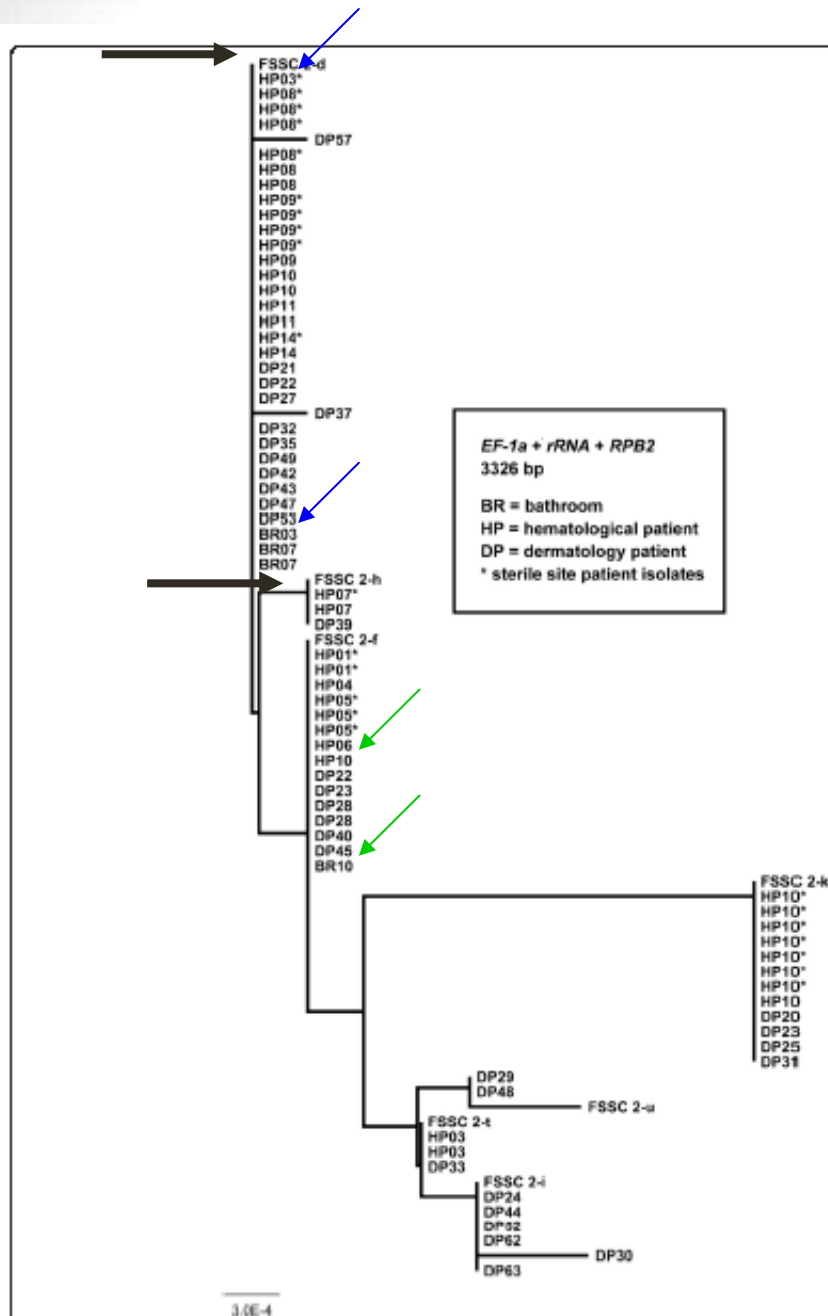 FSSC 2-d
HP03*
HP08*
HP08*
HP08*
DP57
HP08*
HP08
HP08
HP09*
HP09*
HP09*
HP09*
HP09
HP10
HP10
HP11
HP11
HP14*
HP14
DP21
DP22
DP27
DP37
DP32
DP35
DP49
DP42
DP43
DP47
DP53
BR03
BR07
BR07
EF-1a + rRNA + RPB2
3326 bp
BR = bathroom
HP = hematological patient
DP = dermatology patient
* sterile site patient isolates
FSSC 2-h
HP07*
HP07
DP39
FSSC 2-f
HP01*
HP01*
HP04
HP05*
HP05*
HP05*
HP06
HP10
DP22
DP23
DP28
DP28
DP40
DP45
BR10
FSSC 2-k
HP10*
HP10*
HP10*
HP10*
HP10*
HP10*
HP10*
HP10
DP20
DP23
DP25
DP31
DP29
DP48
FSSC 2-u
FSSC 2-t
HP03
HP03
DP33
FSSC 2-i
DP24
DP44
DP62
DP30
DP63
3.0E-4